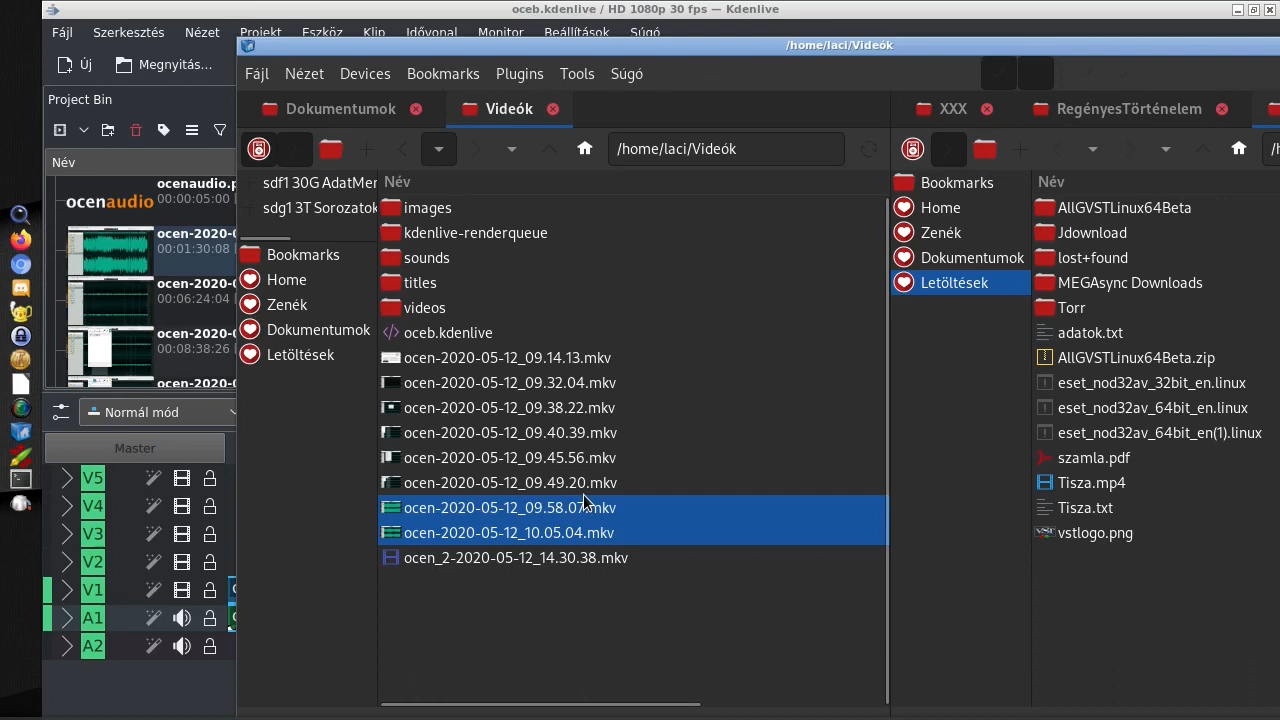 oceb.kdenlive / HD 1080p 30 fps — Kdenlive
Fájl Szerkesztés Nézet Projekt Eszköz Klip Idővonal Monitor Beállítások Súgó
Új Megnyitás...
Project Bin
Név
ocenaudio.p
00:00:05:00
ocenaudio
ocen-2020-0
00:01:30:08
ocen-2020-0
00:06:24:04
ocen-2020-0
00:08:38:26
ocen-2020-0
Normál mód
Master
V5
V4
V3
V2
V1
A1
A2
/home/laci/Videók
Fájl Nézet Devices Bookmarks Plugins Tools Súgó
Dokumentumok Videók
/home/laci/Videók
sdf1 30G AdatMer
sdg1 3T Sorozatok
Bookmarks
Home
Zenék
Dokumentumok
Letöltések
Név
images
kdenlive-renderqueue
sounds
titles
videos
oceb.kdenlive
ocen-2020-05-12_09.14.13.mkv
ocen-2020-05-12_09.32.04.mkv
ocen-2020-05-12_09.38.22.mkv
ocen-2020-05-12_09.40.39.mkv
ocen-2020-05-12_09.45.56.mkv
ocen-2020-05-12_09.49.20.mkv
ocen-2020-05-12_09.58.07.mkv
ocen-2020-05-12_10.05.04.mkv
ocen_2-2020-05-12_14.30.38.mkv
XXX RegényesTörténelem
/h
Bookmarks
Home
Zenék
Dokumentumok
Letöltések
Név
AllGVSTLinux64Beta
Jdownload
lost+found
MEGAsync Downloads
Torr
adatok.txt
AllGVSTLinux64Beta.zip
eset_nod32av_32bit_en.linux
eset_nod32av_64bit_en.linux
eset_nod32av_64bit_en(1).linux
szamla.pdf
Tisza.mp4
Tisza.txt
vstlogo.png